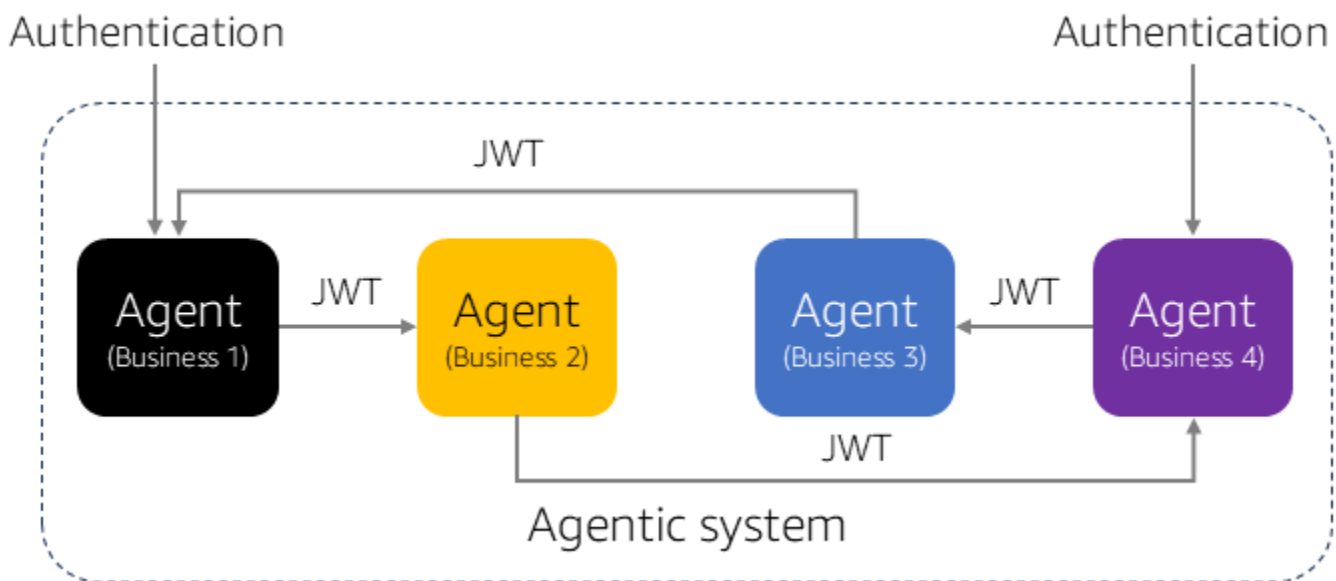 Authentication
Authentication
JWT
Agent
(Business 1)
JWT
Agent
(Business 2)
Agent
(Business 3)
JWT
Agent
(Business 4)
JWT
Agentic system